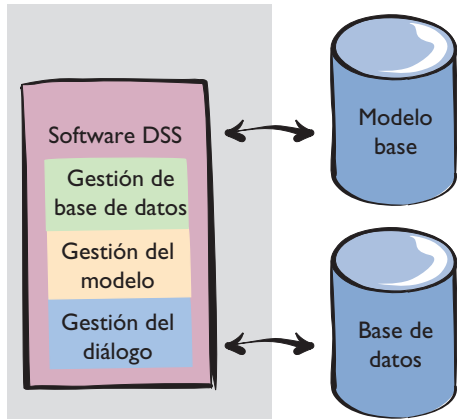 Software DSS
Gestión de
base de datos
Gestión del
modelo
Gestión del
diálogo
Modelo
base
Base de
datos